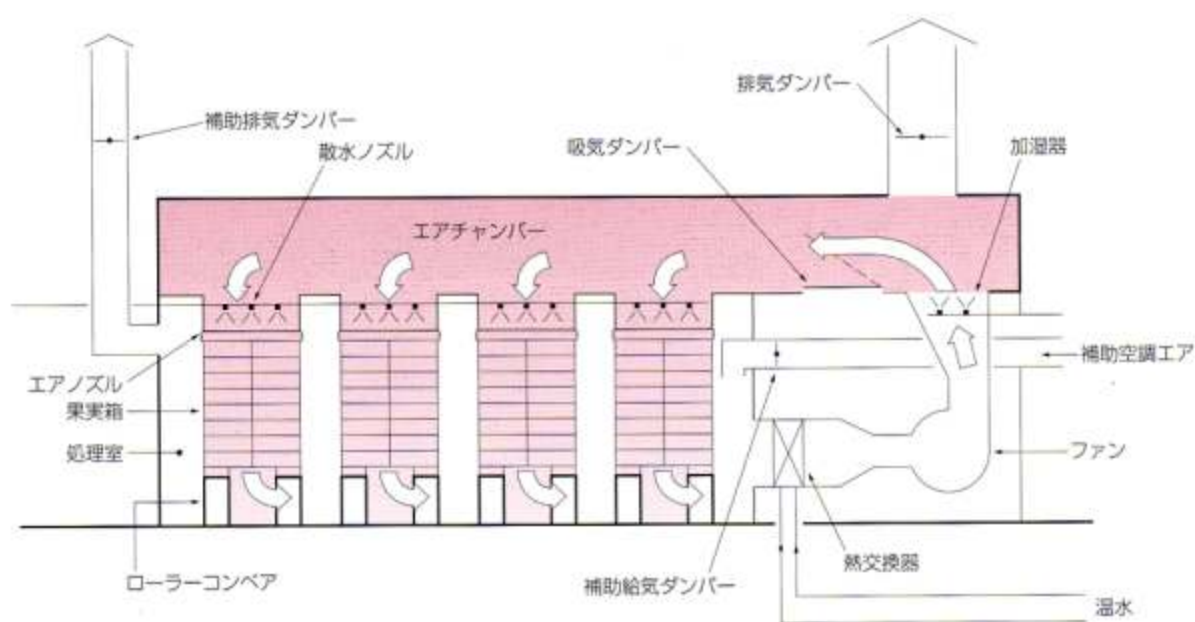 排気ダンパー
補助排気ダンパー
散水ノズル
吸気ダンパー
加湿器
エアチャンバー
補助空調エア
エアノズル
果実箱
処理室
ファン
熱交換器
ローラーコンベア
補助給気ダンパー
温水